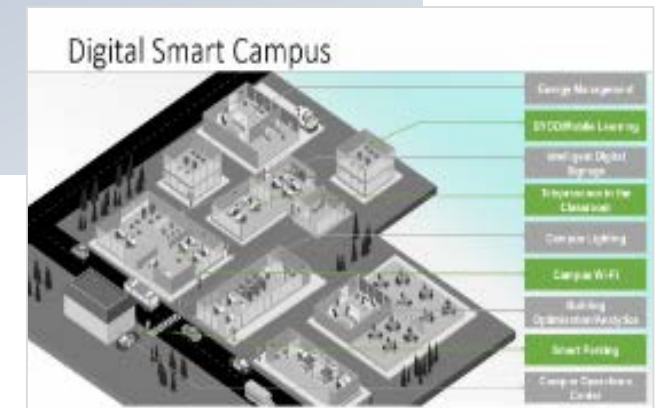 Digital Smart Campus
Energy Management
BYOD/Mobile Learning
Intelligent Digital
Signage
Telepresence in the
Classroom
Campus Lighting
Campus Wi-Fi
Building
Optimization/Analytics
Smart Parking
Campus Operations
Center